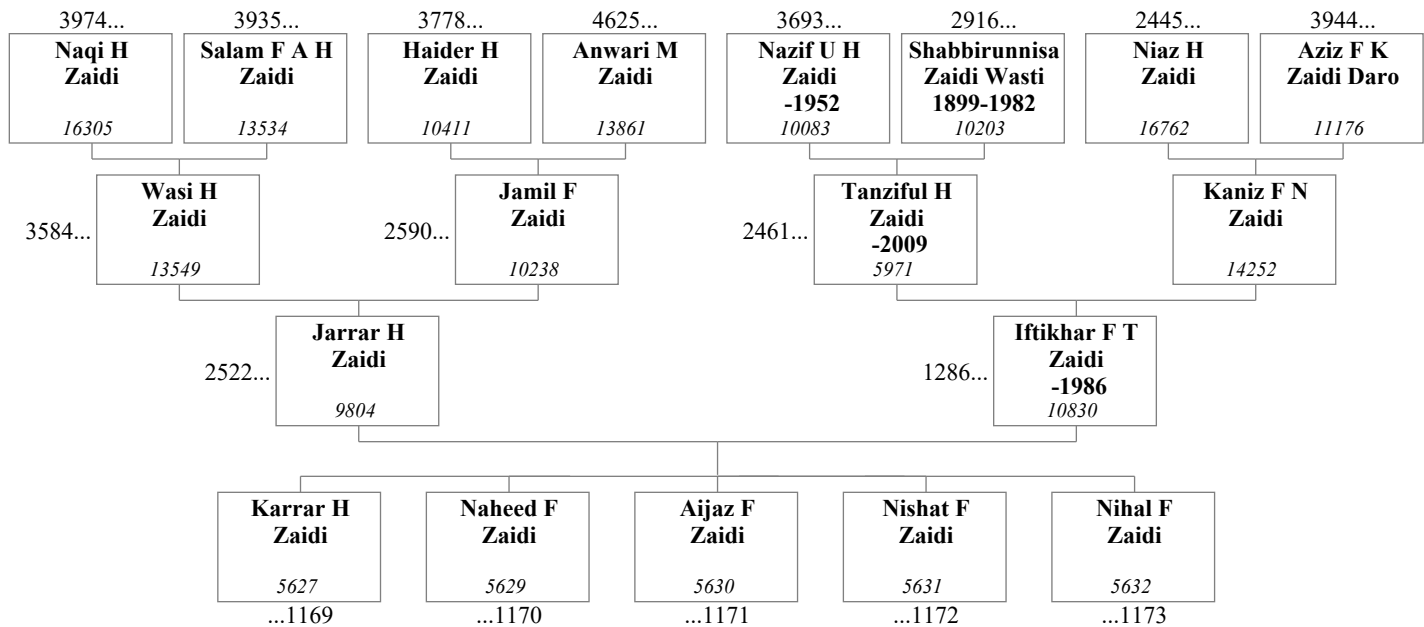 3974... 3935... 3778... 4625... 3693... 2916... 2445... 3944...
Naqi H Salam F A H Haider H Anwari M Nazif U H Shabbirunnisa Niaz H Aziz F K
Zaidi Zaidi Zaidi Zaidi Zaidi Zaidi Wasti Zaidi Zaidi Daro
-1952 1899-1982
16305 13534 10411 13861 10083 10203 16762 11176
Wasi H Jamil F Tanziful H Kaniz F N
Zaidi Zaidi Zaidi Zaidi
3584... 2590... 2461... -2009
13549 10238 5971 14252
Jarrar H Iftikhar F T
Zaidi Zaidi
2522... 1286... -1986
9804 10830
Karrar H Naheed F Aijaz F Nishat F Nihal F
Zaidi Zaidi Zaidi Zaidi Zaidi
5627 5629 5630 5631 5632
...1169 ...1170 ...1171 ...1172 ...1173